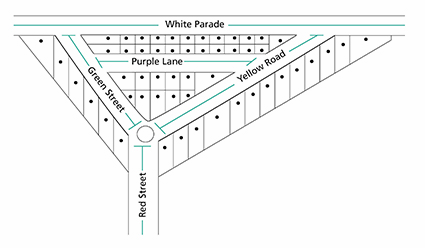 White Parade
Purple Lane
Green Street
Yellow Road
Red Street